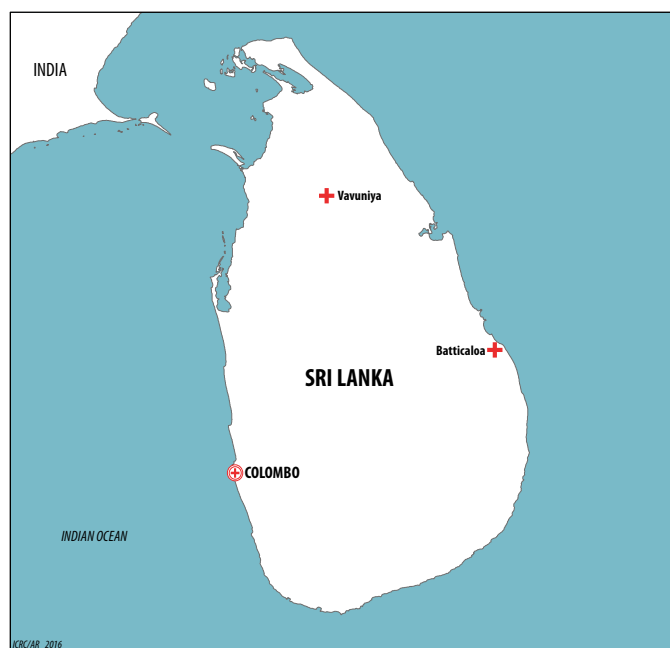 INDIA
Vavuniya
Batticaloa
SRI LANKA
COLOMBO
INDIAN OCEAN
ICRC/AR 2016